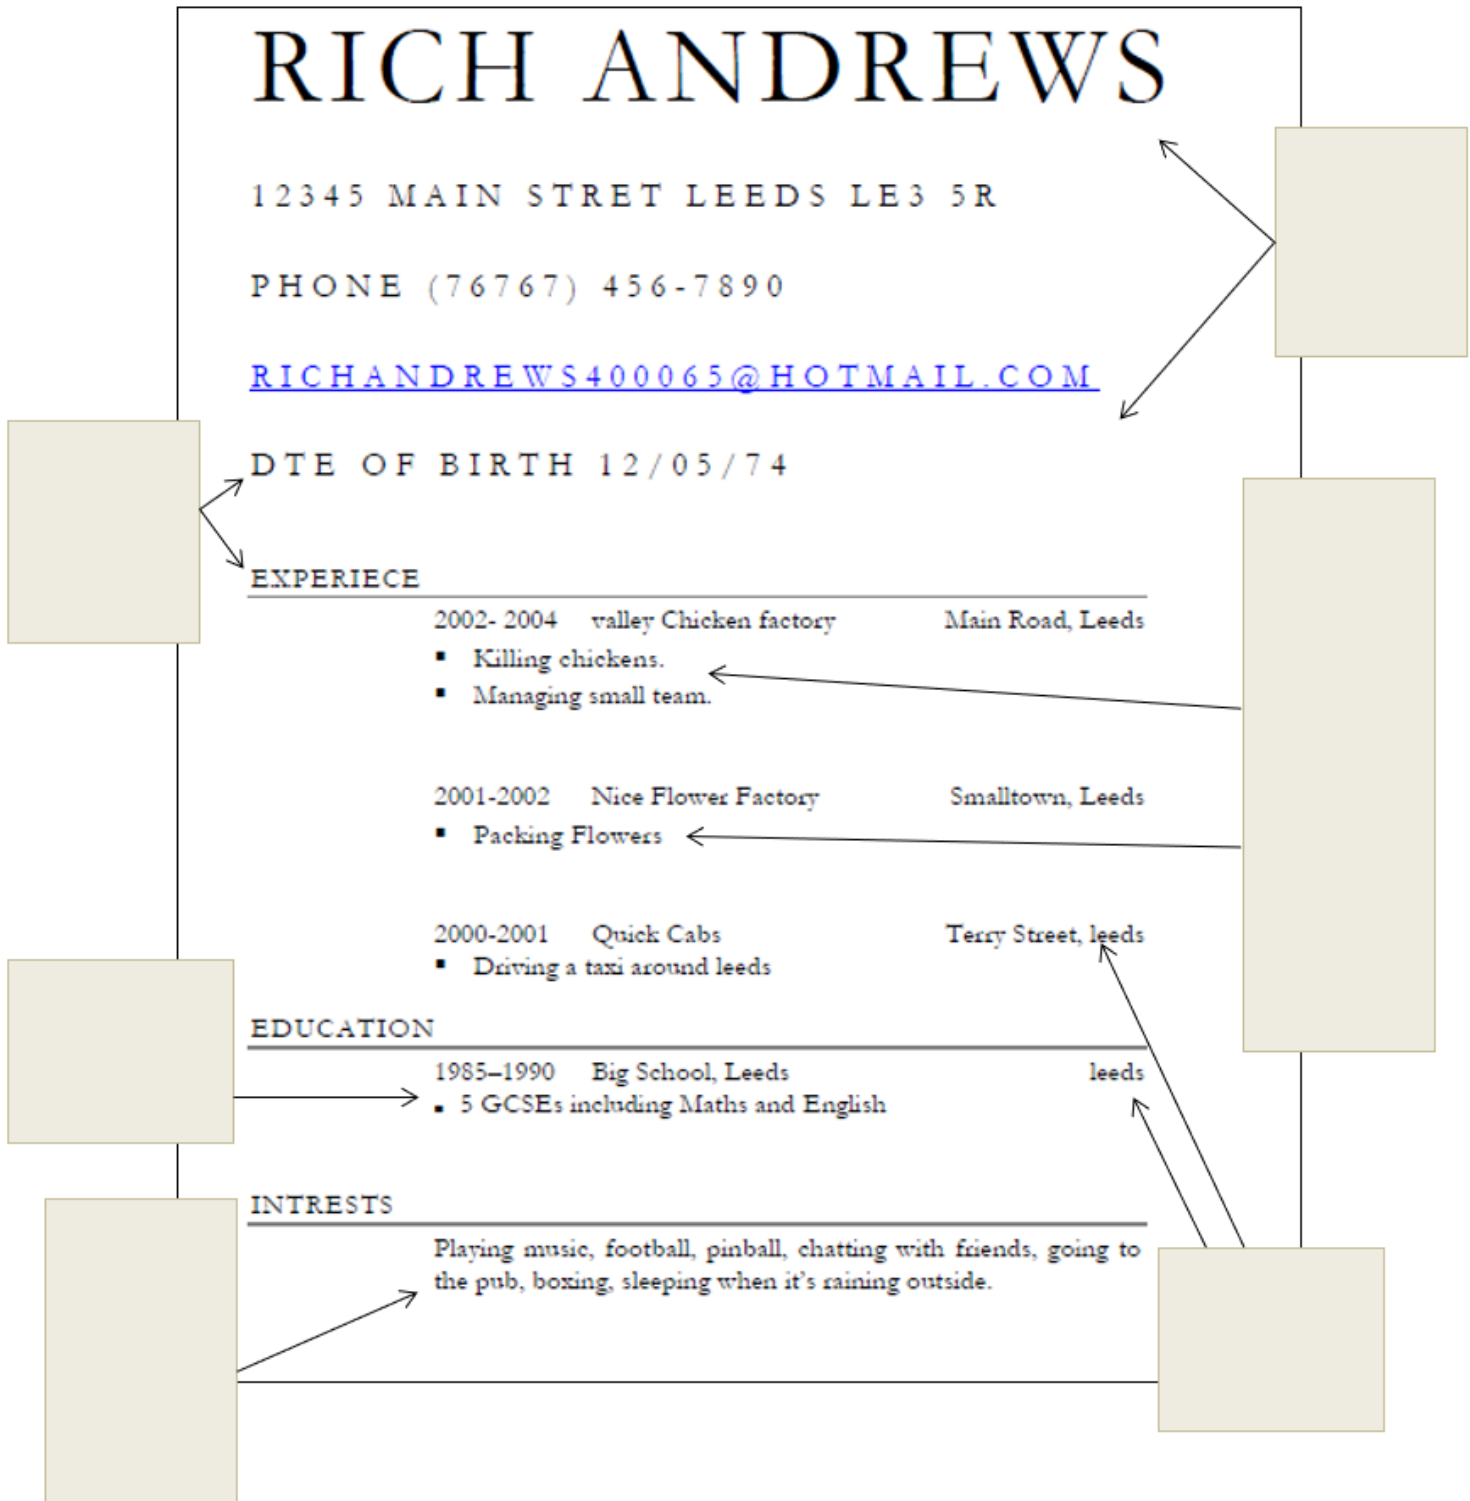 RICH ANDREWS
12345 MAIN STRET LEEDS LE3 5R
PHONE (76767) 456-7890
RICHANDREWS400065@HOTMAIL.COM
DTE OF BIRTH 12/05/74
EXPERIECE
2002- 2004 valley Chicken factory Main Road, Leeds
▪ Killing chickens.
▪ Managing small team.
2001-2002 Nice Flower Factory Smalltown, Leeds
▪ Packing Flowers
2000-2001 Quick Cabs Terry Street, leeds
▪ Driving a taxi around leeds
EDUCATION
1985–1990 Big School, Leeds leeds
▪ 5 GCSEs including Maths and English
INTRESTS
Playing music, football, pinball, chatting with friends, going to
the pub, boxing, sleeping when it's raining outside.